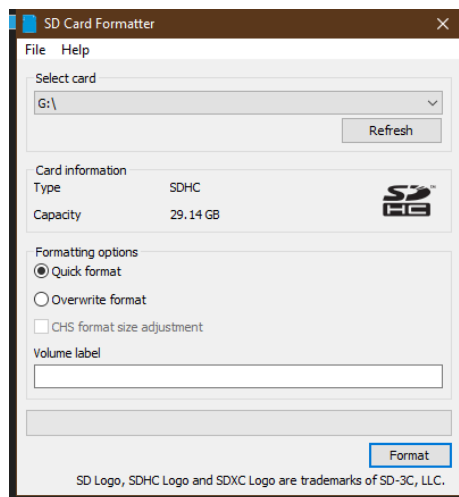 SD Card Formatter
File Help
Select card
G:\
Refresh
Card information
Type SDHC
Capacity 29.14 GB
SD HC
Formatting options
Quick format
Overwrite format
CHS format size adjustment
Volume label
Format
SD Logo, SDHC Logo and SDXC Logo are trademarks of SD-3C, LLC.